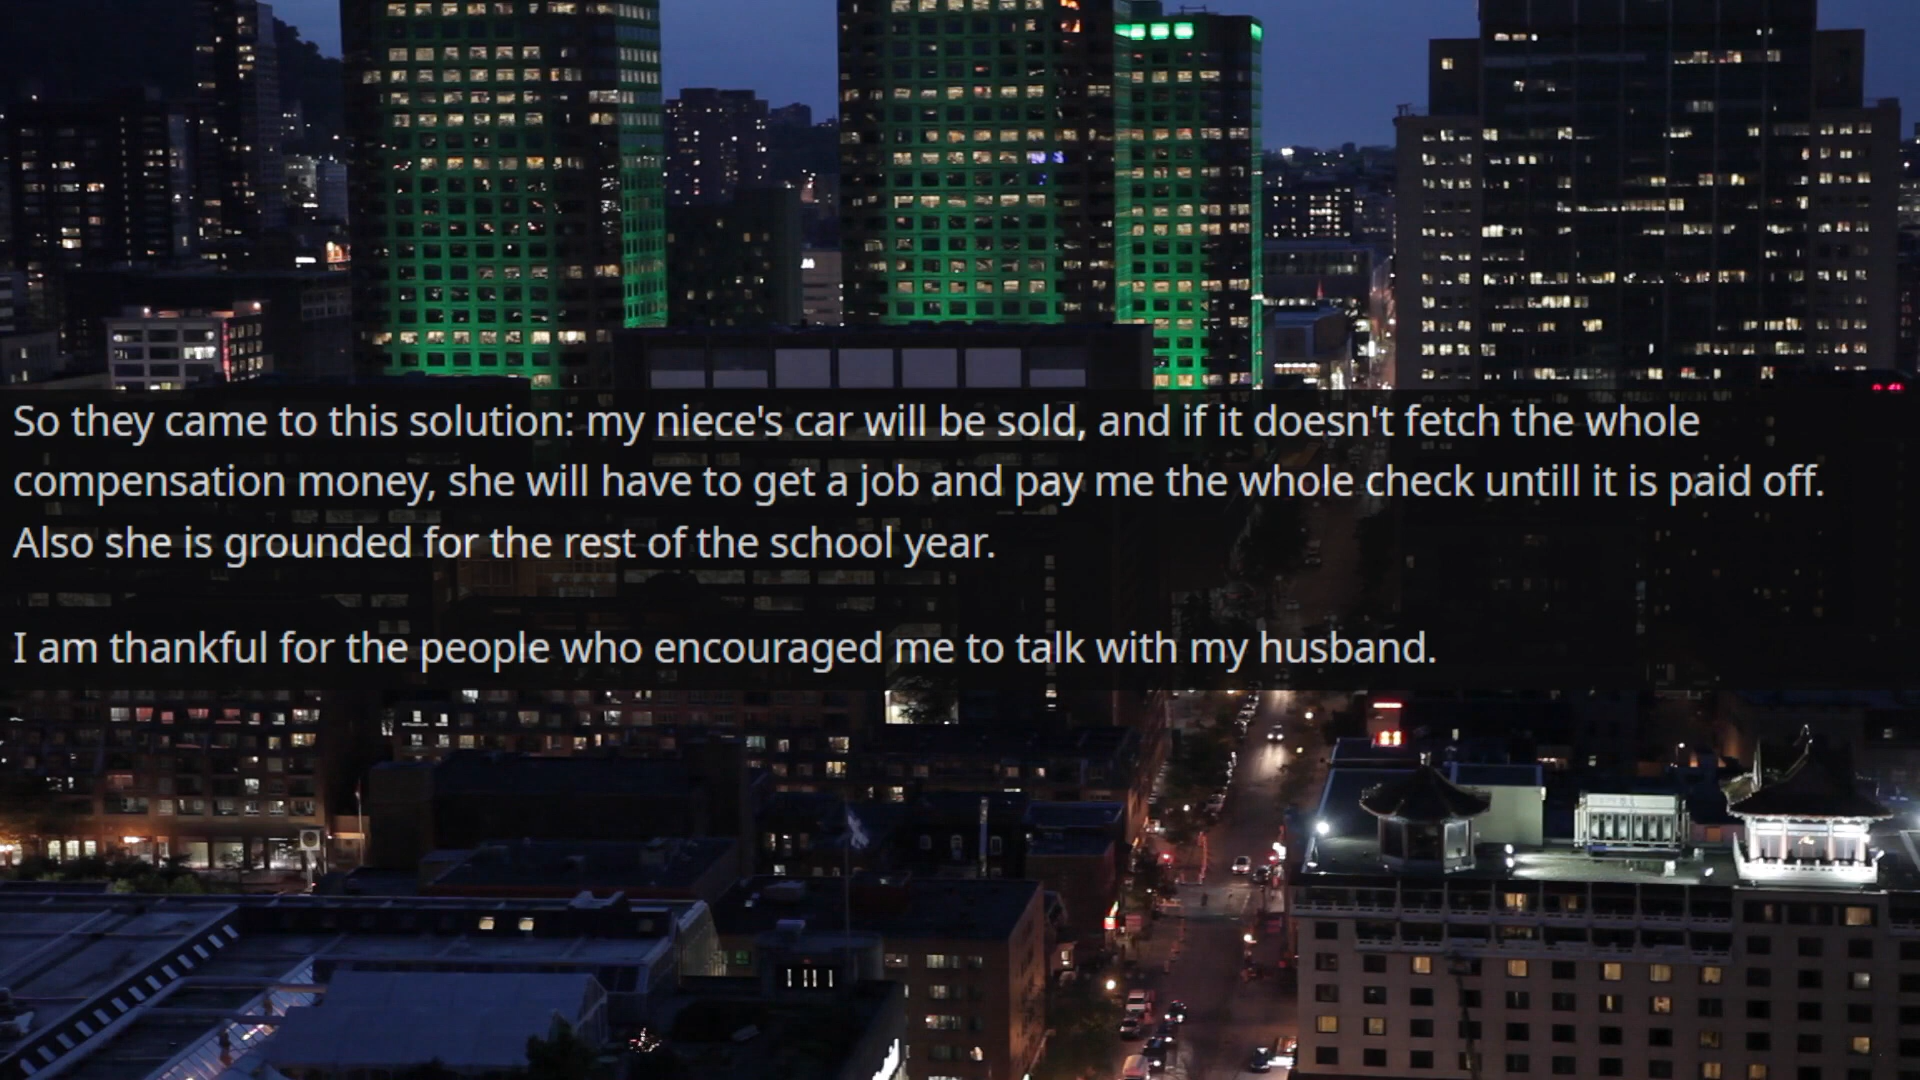 So they came to this solution: my niece's car will be sold, and if it doesn't fetch the whole
compensation money, she will have to get a job and pay me the whole check untill it is paid off.
Also she is grounded for the rest of the school year.
I am thankful for the people who encouraged me to talk with my husband.